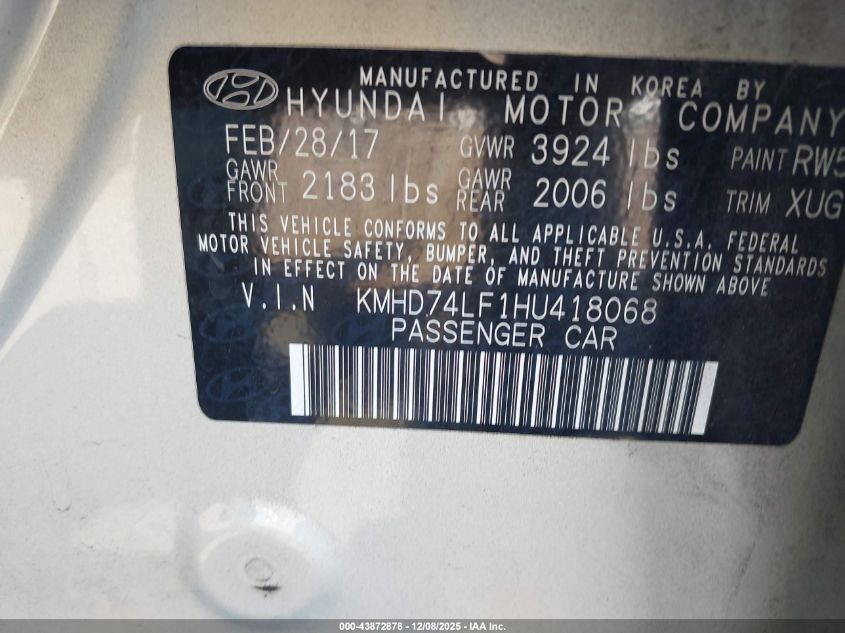 MANUFACTURED IN KOREA BY
HYUNDAI MOTOR COMPANY
FEB/28/17 GVWR 3924 lbs PAINT RW5
GAWR FRONT 2183 lbs GAWR REAR 2006 lbs TRIM XUG
THIS VEHICLE CONFORMS TO ALL APPLICABLE U.S.A. FEDERAL
MOTOR VEHICLE SAFETY, BUMPER, AND THEFT PREVENTION STANDARDS
IN EFFECT ON THE DATE OF MANUFACTURE SHOWN ABOVE
V.I.N KMHD74LF1HU418068
PASSENGER CAR
000-43872878 - 12/08/2025 - IAA Inc.